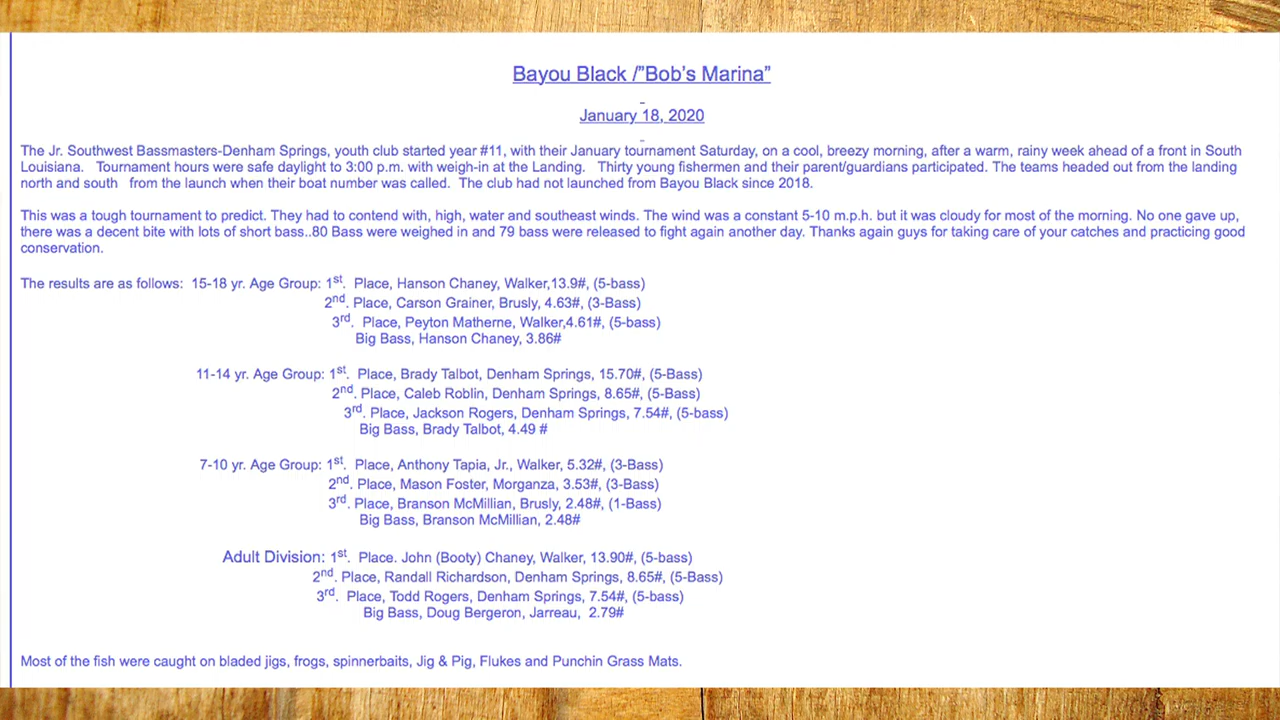 Bayou Black /”Bob’s Marina”
January 18, 2020
The Jr. Southwest Bassmasters-Denham Springs, youth club started year #11, with their January tournament Saturday, on a cool, breezy morning, after a warm, rainy week ahead of a front in South
Louisiana. Tournament hours were safe daylight to 3:00 p.m. with weigh-in at the Landing. Thirty young fishermen and their parent/guardians participated. The teams headed out from the landing
north and south from the launch when their boat number was called. The club had not launched from Bayou Black since 2018.
This was a tough tournament to predict. They had to contend with, high, water and southeast winds. The wind was a constant 5-10 m.p.h. but it was cloudy for most of the morning. No one gave up,
there was a decent bite with lots of short bass..80 Bass were weighed in and 79 bass were released to fight again another day. Thanks again guys for taking care of your catches and practicing good
conservation.
The results are as follows: 15-18 yr. Age Group: 1st. Place, Hanson Chaney, Walker,13.9#, (5-bass)
2nd. Place, Carson Grainer, Brusly, 4.63#, (3-Bass)
3rd. Place, Peyton Matherne, Walker,4.61#, (5-bass)
Big Bass, Hanson Chaney, 3.86#
11-14 yr. Age Group: 1st. Place, Brady Talbot, Denham Springs, 15.70#, (5-Bass)
2nd. Place, Caleb Roblin, Denham Springs, 8.65#, (5-Bass)
3rd. Place, Jackson Rogers, Denham Springs, 7.54#, (5-bass)
Big Bass, Brady Talbot, 4.49 #
7-10 yr. Age Group: 1st. Place, Anthony Tapia, Jr., Walker, 5.32#, (3-Bass)
2nd. Place, Mason Foster, Morganza, 3.53#, (3-Bass)
3rd. Place, Branson McMillian, Brusly, 2.48#, (1-Bass)
Big Bass, Branson McMillian, 2.48#
Adult Division: 1st. Place. John (Booty) Chaney, Walker, 13.90#, (5-bass)
2nd. Place, Randall Richardson, Denham Springs, 8.65#, (5-Bass)
3rd. Place, Todd Rogers, Denham Springs, 7.54#, (5-bass)
Big Bass, Doug Bergeron, Jarreau, 2.79#
Most of the fish were caught on bladed jigs, frogs, spinnerbaits, Jig & Pig, Flukes and Punchin Grass Mats.